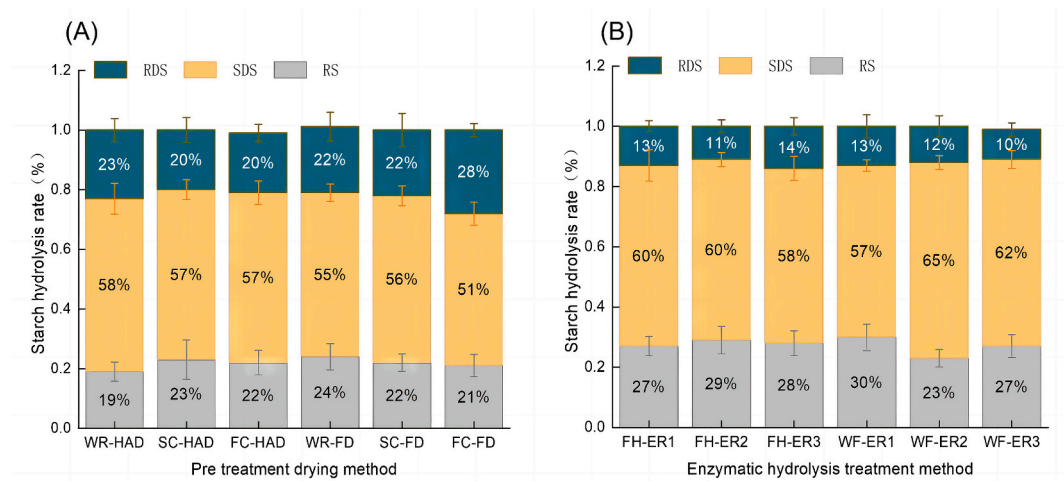 (A)
RDS SDS RS
1.2
1.0
0.8
0.6
0.4
0.2
0.0
Starch hydrolysis rate (%)
23% 20% 20% 22% 22% 28%
58% 57% 57% 55% 56% 51%
19% 23% 22% 24% 22% 21%
WR-HAD SC-HAD FC-HAD WR-FD SC-FD FC-FD
Pre treatment drying method
(B)
RDS SDS RS
1.2
1.0
0.8
0.6
0.4
0.2
0.0
Starch hydrolysis rate (%)
13% 11% 14% 13% 12% 10%
60% 60% 58% 57% 65% 62%
27% 29% 28% 30% 23% 27%
FH-ER1 FH-ER2 FH-ER3 WF-ER1 WF-ER2 WF-ER3
Enzymatic hydrolysis treatment method